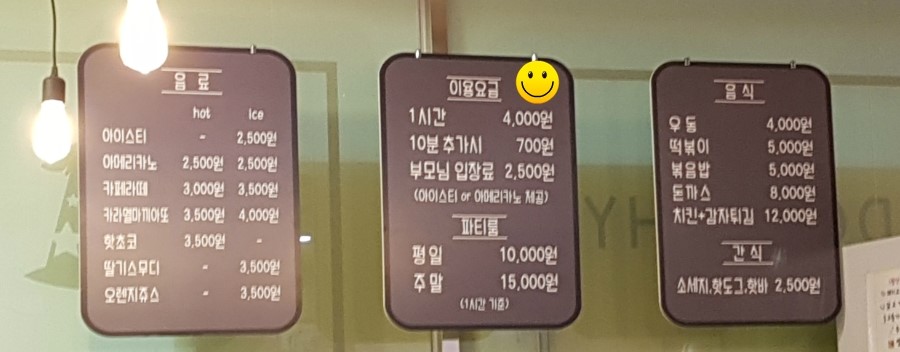 음료
hot ice
아이스티 - 2,500원
아메리카노 2,500원 2,500원
카페라떼 3,000원 3,500원
카라멜마끼아또 3,500원 4,000원
핫초코 3,500원 -
딸기스무디 - 3,500원
오렌지쥬스 - 3,500원
이용요금
1시간 4,000원
10분 추가시 700원
부모님 입장료 2,500원
(아이스티 or 아메리카노 제공)
파티룸
평일 10,000원
주말 15,000원
(1시간 기준)
음식
우동 4,000원
떡볶이 5,000원
볶음밥 5,000원
돈까스 8,000원
치킨+감자튀김 12,000원
간식
소세지,핫도그,핫바 2,500원